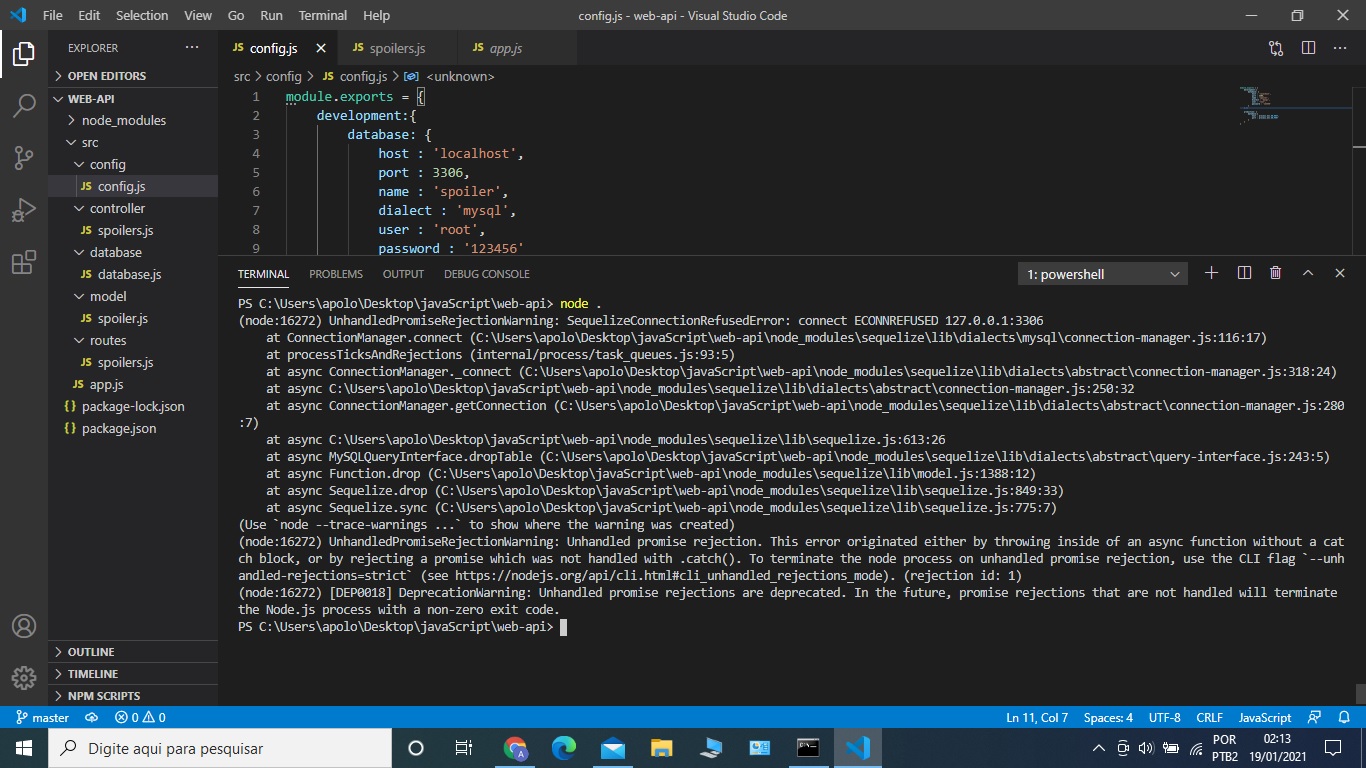 File Edit Selection View Go Run Terminal Help
config.js - web-api - Visual Studio Code
EXPLORER
OPEN EDITORS
WEB-API
node_modules
src
config
JS config.js
controller
JS spoilers.js
database
JS database.js
model
JS spoiler.js
routes
JS spoilers.js
JS app.js
{} package-lock.json
{} package.json
OUTLINE
TIMELINE
NPM SCRIPTS
JS config.js JS spoilers.js JS app.js
src > config > JS config.js > <unknown>
1 module.exports = {
2 development:{
3 database: {
4 host : 'localhost',
5 port : 3306,
6 name : 'spoiler',
7 dialect : 'mysql',
8 user : 'root',
9 password : '123456'
TERMINAL PROBLEMS OUTPUT DEBUG CONSOLE
1: powershell
PS C:\Users\apolo\Desktop\javaScript\web-api> node .
(node:16272) UnhandledPromiseRejectionWarning: SequelizeConnectionRefusedError: connect ECONNREFUSED 127.0.0.1:3306
at ConnectionManager.connect (C:\Users\apolo\Desktop\javaScript\web-api\node_modules\sequelize\lib\dialects\mysql\connection-manager.js:116:17)
at processTicksAndRejections (internal/process/task_queues.js:93:5)
at async ConnectionManager._connect (C:\Users\apolo\Desktop\javaScript\web-api\node_modules\sequelize\lib\dialects\abstract\connection-manager.js:318:24)
at async C:\Users\apolo\Desktop\javaScript\web-api\node_modules\sequelize\lib\dialects\abstract\connection-manager.js:250:32
at async ConnectionManager.getConnection (C:\Users\apolo\Desktop\javaScript\web-api\node_modules\sequelize\lib\dialects\abstract\connection-manager.js:280
:7)
at async C:\Users\apolo\Desktop\javaScript\web-api\node_modules\sequelize\lib\sequelize.js:613:26
at async MySQLQueryInterface.dropTable (C:\Users\apolo\Desktop\javaScript\web-api\node_modules\sequelize\lib\dialects\abstract\query-interface.js:243:5)
at async Function.drop (C:\Users\apolo\Desktop\javaScript\web-api\node_modules\sequelize\lib\model.js:1388:12)
at async Sequelize.drop (C:\Users\apolo\Desktop\javaScript\web-api\node_modules\sequelize\lib\sequelize.js:849:33)
at async Sequelize.sync (C:\Users\apolo\Desktop\javaScript\web-api\node_modules\sequelize\lib\sequelize.js:775:7)
(Use `node --trace-warnings ...` to show where the warning was created)
(node:16272) UnhandledPromiseRejectionWarning: Unhandled promise rejection. This error originated either by throwing inside of an async function without a cat
ch block, or by rejecting a promise which was not handled with .catch(). To terminate the node process on unhandled promise rejection, use the CLI flag `--unh
andled-rejections=strict` (see https://nodejs.org/api/cli.html#cli_unhandled_rejections_mode). (rejection id: 1)
(node:16272) [DEP0018] DeprecationWarning: Unhandled promise rejections are deprecated. In the future, promise rejections that are not handled will terminate
the Node.js process with a non-zero exit code.
PS C:\Users\apolo\Desktop\javaScript\web-api>
master 0 0 Ln 11, Col 7 Spaces: 4 UTF-8 CRLF JavaScript
Digite aqui para pesquisar
POR
PTB2
02:13
19/01/2021